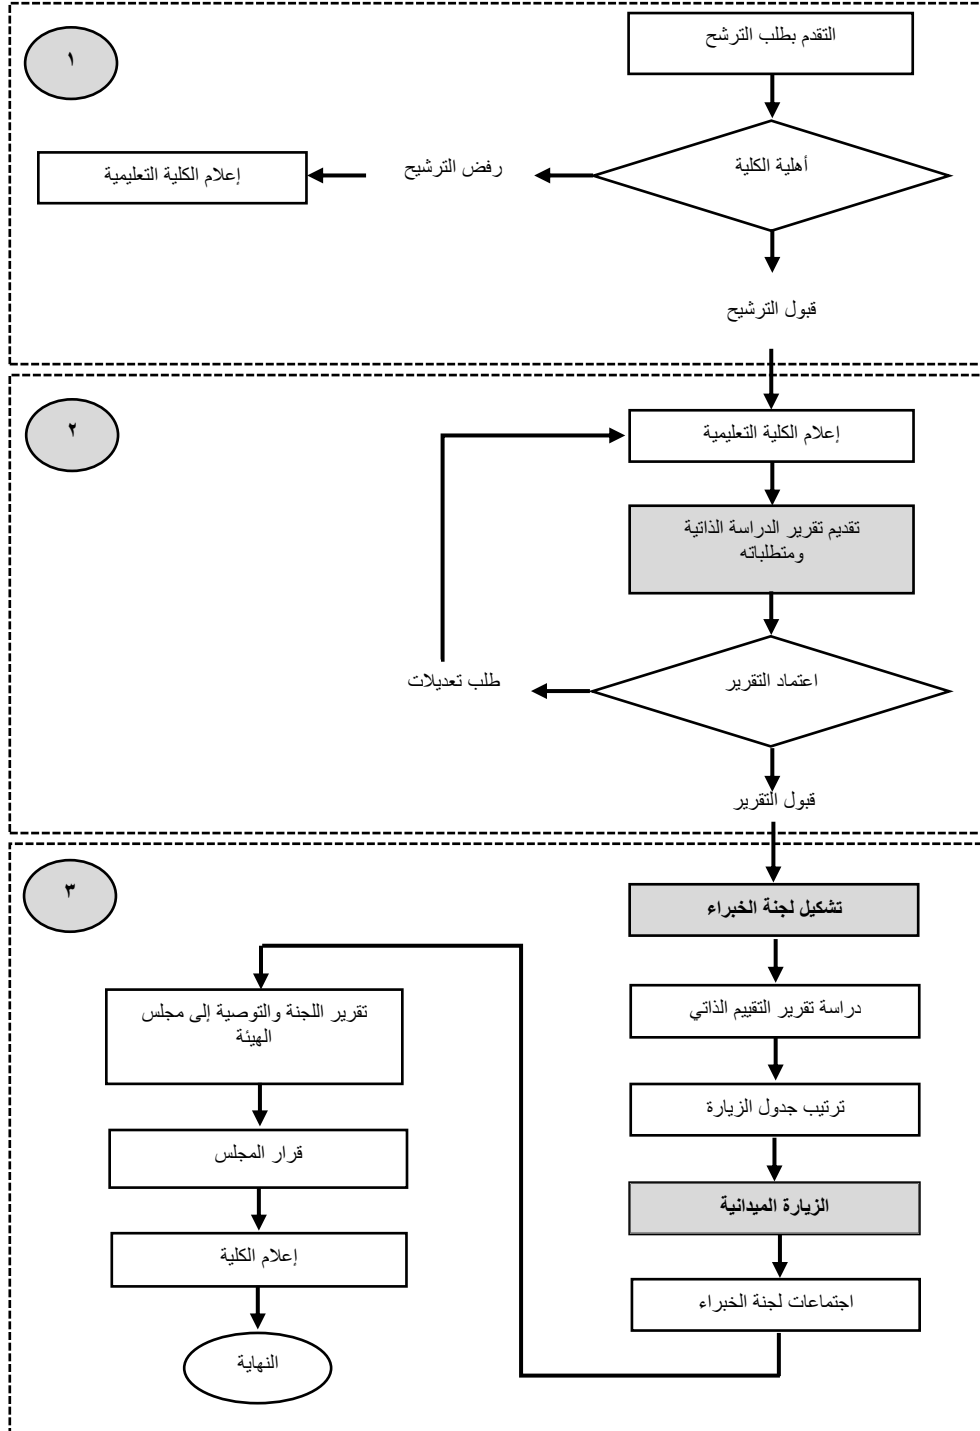 ١
التقدم بطلب الترشح
أهلية الكلية
رفض الترشيح
إعلام الكلية التعليمية
قبول الترشيح
٢
إعلام الكلية التعليمية
تقديم تقرير الدراسة الذاتية
ومتطلباته
اعتماد التقرير
طلب تعديلات
قبول التقرير
٣
تشكيل لجنة الخبراء
دراسة تقرير التقييم الذاتي
ترتيب جدول الزيارة
الزيارة الميدانية
اجتماعات لجنة الخبراء
تقرير اللجنة والتوصية إلى مجلس
الهيئة
قرار المجلس
إعلام الكلية
النهاية